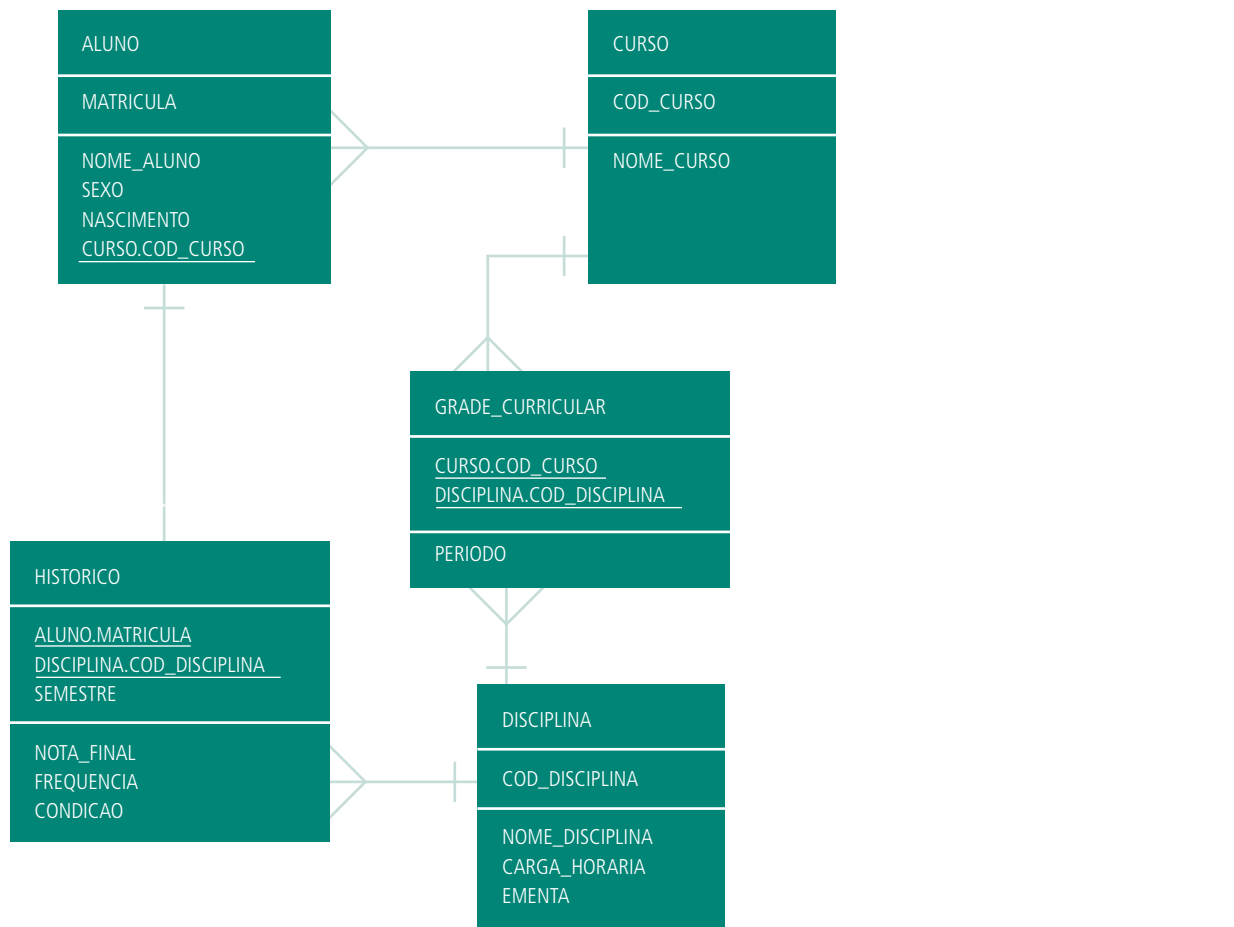 ALUNO
MATRICULA
NOME_ALUNO
SEXO
NASCIMENTO
CURSO.COD_CURSO
CURSO
COD_CURSO
NOME_CURSO
GRADE_CURRICULAR
CURSO.COD_CURSO
DISCIPLINA.COD_DISCIPLINA
PERIODO
HISTORICO
ALUNO.MATRICULA
DISCIPLINA.COD_DISCIPLINA
SEMESTRE
NOTA_FINAL
FREQUENCIA
CONDICAO
DISCIPLINA
COD_DISCIPLINA
NOME_DISCIPLINA
CARGA_HORARIA
EMENTA